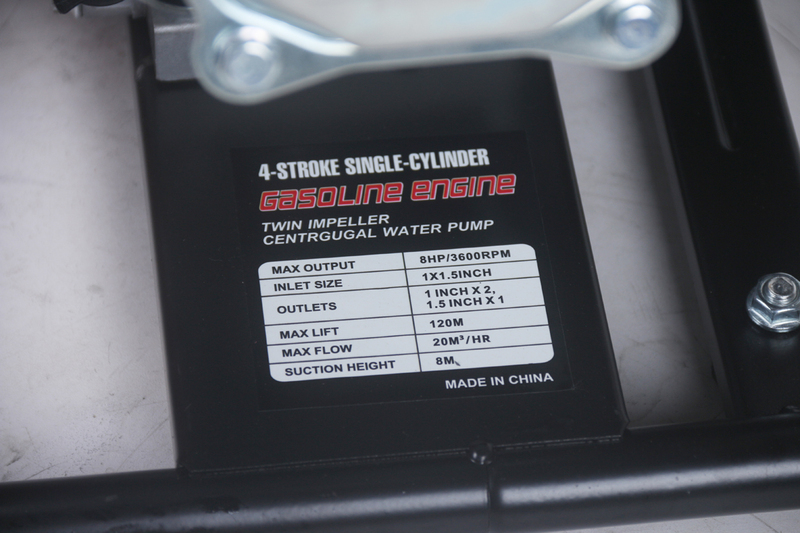 4-STROKE SINGLE-CYLINDER
GASOLINE ENGINE
TWIN IMPELLER
CENTRGUGAL WATER PUMP
MAX OUTPUT 8HP/3600RPM
INLET SIZE 1X1.5INCH
OUTLETS 1 INCH X 2,
1.5 INCH X 1
MAX LIFT 120M
MAX FLOW 20M³/HR
SUCTION HEIGHT 8M
MADE IN CHINA